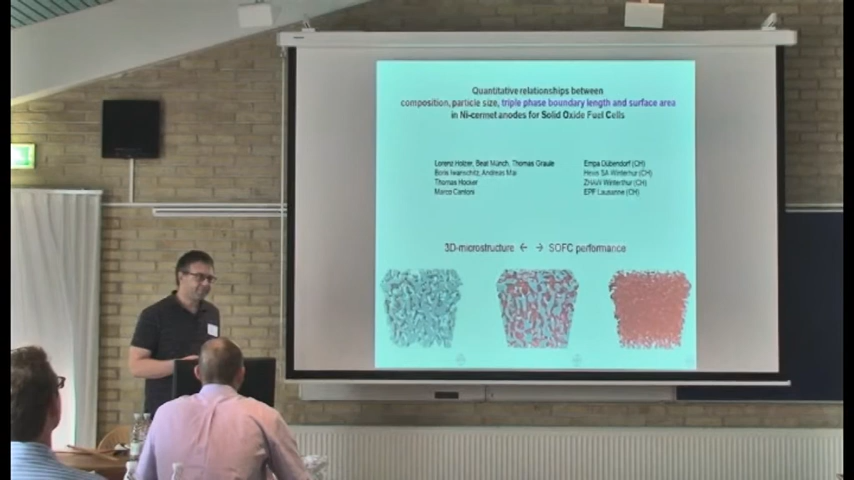 Quantitative relationships between
composition, particle size, triple phase boundary length and surface area
in Ni-cermet anodes for Solid Oxide Fuel Cells
Lorenz Holzer, Beat Münch, Thomas Graule
Empa Dübendorf (CH)
Boris Iwanschitz, Andreas Mai
Hexis SA Winterthur (CH)
Thomas Hocker
ZHAW Winterthur (CH)
Marco Cantoni
EPF Lausanne (CH)
3D-microstructure ← → SOFC performance